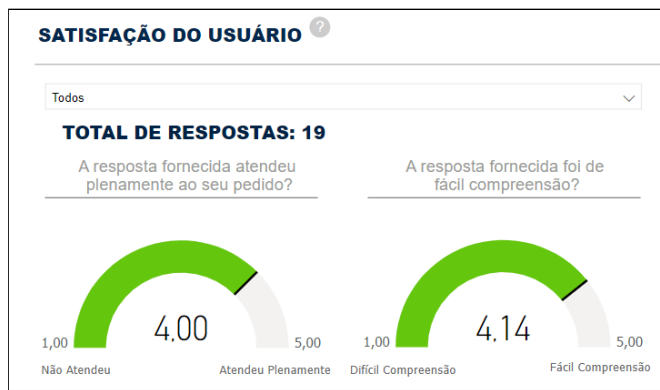 SATISFAÇÃO DO USUÁRIO ?
Todos
TOTAL DE RESPOSTAS: 19
A resposta fornecida atendeu
plenamente ao seu pedido?
A resposta fornecida foi de
fácil compreensão?
4,00
1,00
5,00
Não Atendeu
Atendeu Plenamente
4,14
1,00
5,00
Difícil Compreensão
Fácil Compreensão